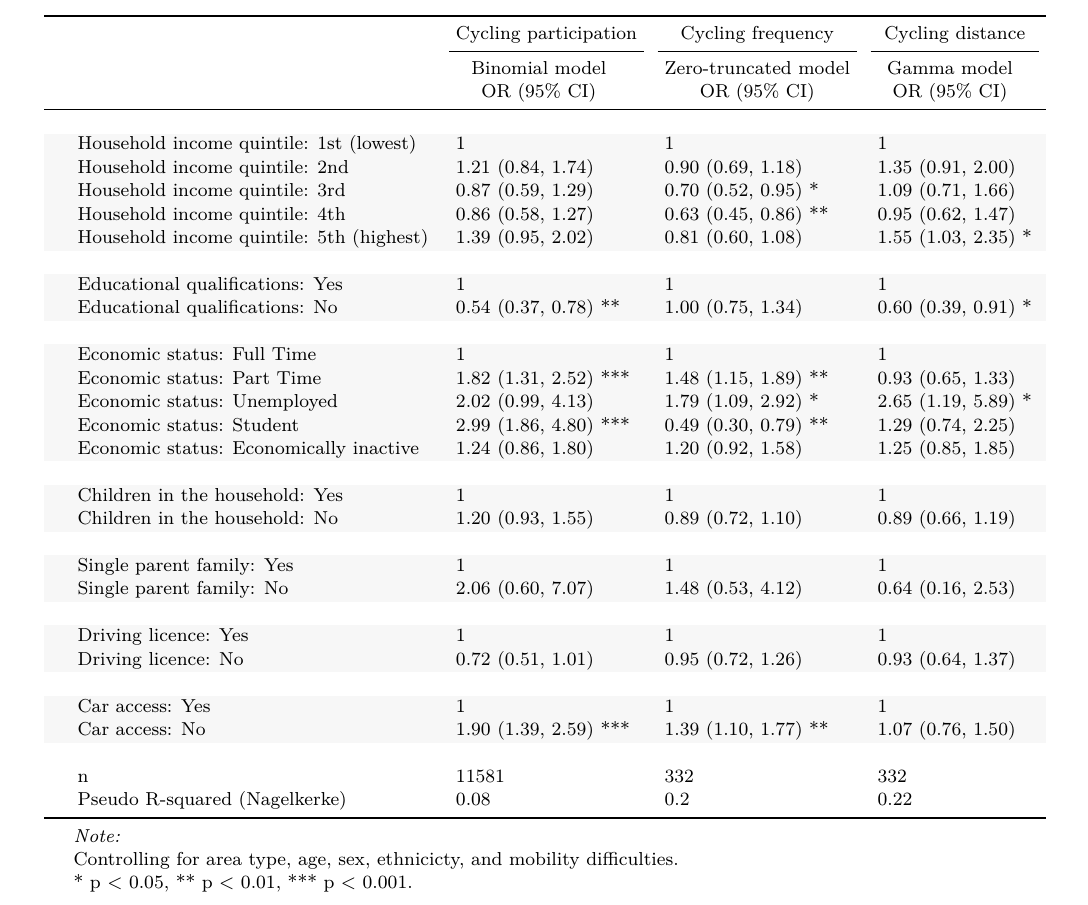 Cycling participation Cycling frequency Cycling distance
Binomial model Zero-truncated model Gamma model
OR (95% CI) OR (95% CI) OR (95% CI)
Household income quintile: 1st (lowest) 1 1 1
Household income quintile: 2nd 1.21 (0.84, 1.74) 0.90 (0.69, 1.18) 1.35 (0.91, 2.00)
Household income quintile: 3rd 0.87 (0.59, 1.29) 0.70 (0.52, 0.95) * 1.09 (0.71, 1.66)
Household income quintile: 4th 0.86 (0.58, 1.27) 0.63 (0.45, 0.86) ** 0.95 (0.62, 1.47)
Household income quintile: 5th (highest) 1.39 (0.95, 2.02) 0.81 (0.60, 1.08) 1.55 (1.03, 2.35) *
Educational qualifications: Yes 1 1 1
Educational qualifications: No 0.54 (0.37, 0.78) ** 1.00 (0.75, 1.34) 0.60 (0.39, 0.91) *
Economic status: Full Time 1 1 1
Economic status: Part Time 1.82 (1.31, 2.52) *** 1.48 (1.15, 1.89) ** 0.93 (0.65, 1.33)
Economic status: Unemployed 2.02 (0.99, 4.13) 1.79 (1.09, 2.92) * 2.65 (1.19, 5.89) *
Economic status: Student 2.99 (1.86, 4.80) *** 0.49 (0.30, 0.79) ** 1.29 (0.74, 2.25)
Economic status: Economically inactive 1.24 (0.86, 1.80) 1.20 (0.92, 1.58) 1.25 (0.85, 1.85)
Children in the household: Yes 1 1 1
Children in the household: No 1.20 (0.93, 1.55) 0.89 (0.72, 1.10) 0.89 (0.66, 1.19)
Single parent family: Yes 1 1 1
Single parent family: No 2.06 (0.60, 7.07) 1.48 (0.53, 4.12) 0.64 (0.16, 2.53)
Driving licence: Yes 1 1 1
Driving licence: No 0.72 (0.51, 1.01) 0.95 (0.72, 1.26) 0.93 (0.64, 1.37)
Car access: Yes 1 1 1
Car access: No 1.90 (1.39, 2.59) *** 1.39 (1.10, 1.77) ** 1.07 (0.76, 1.50)
n 11581 332 332
Pseudo R-squared (Nagelkerke) 0.08 0.2 0.22
Note:
Controlling for area type, age, sex, ethnicicty, and mobility difficulties.
* p < 0.05, ** p < 0.01, *** p < 0.001.